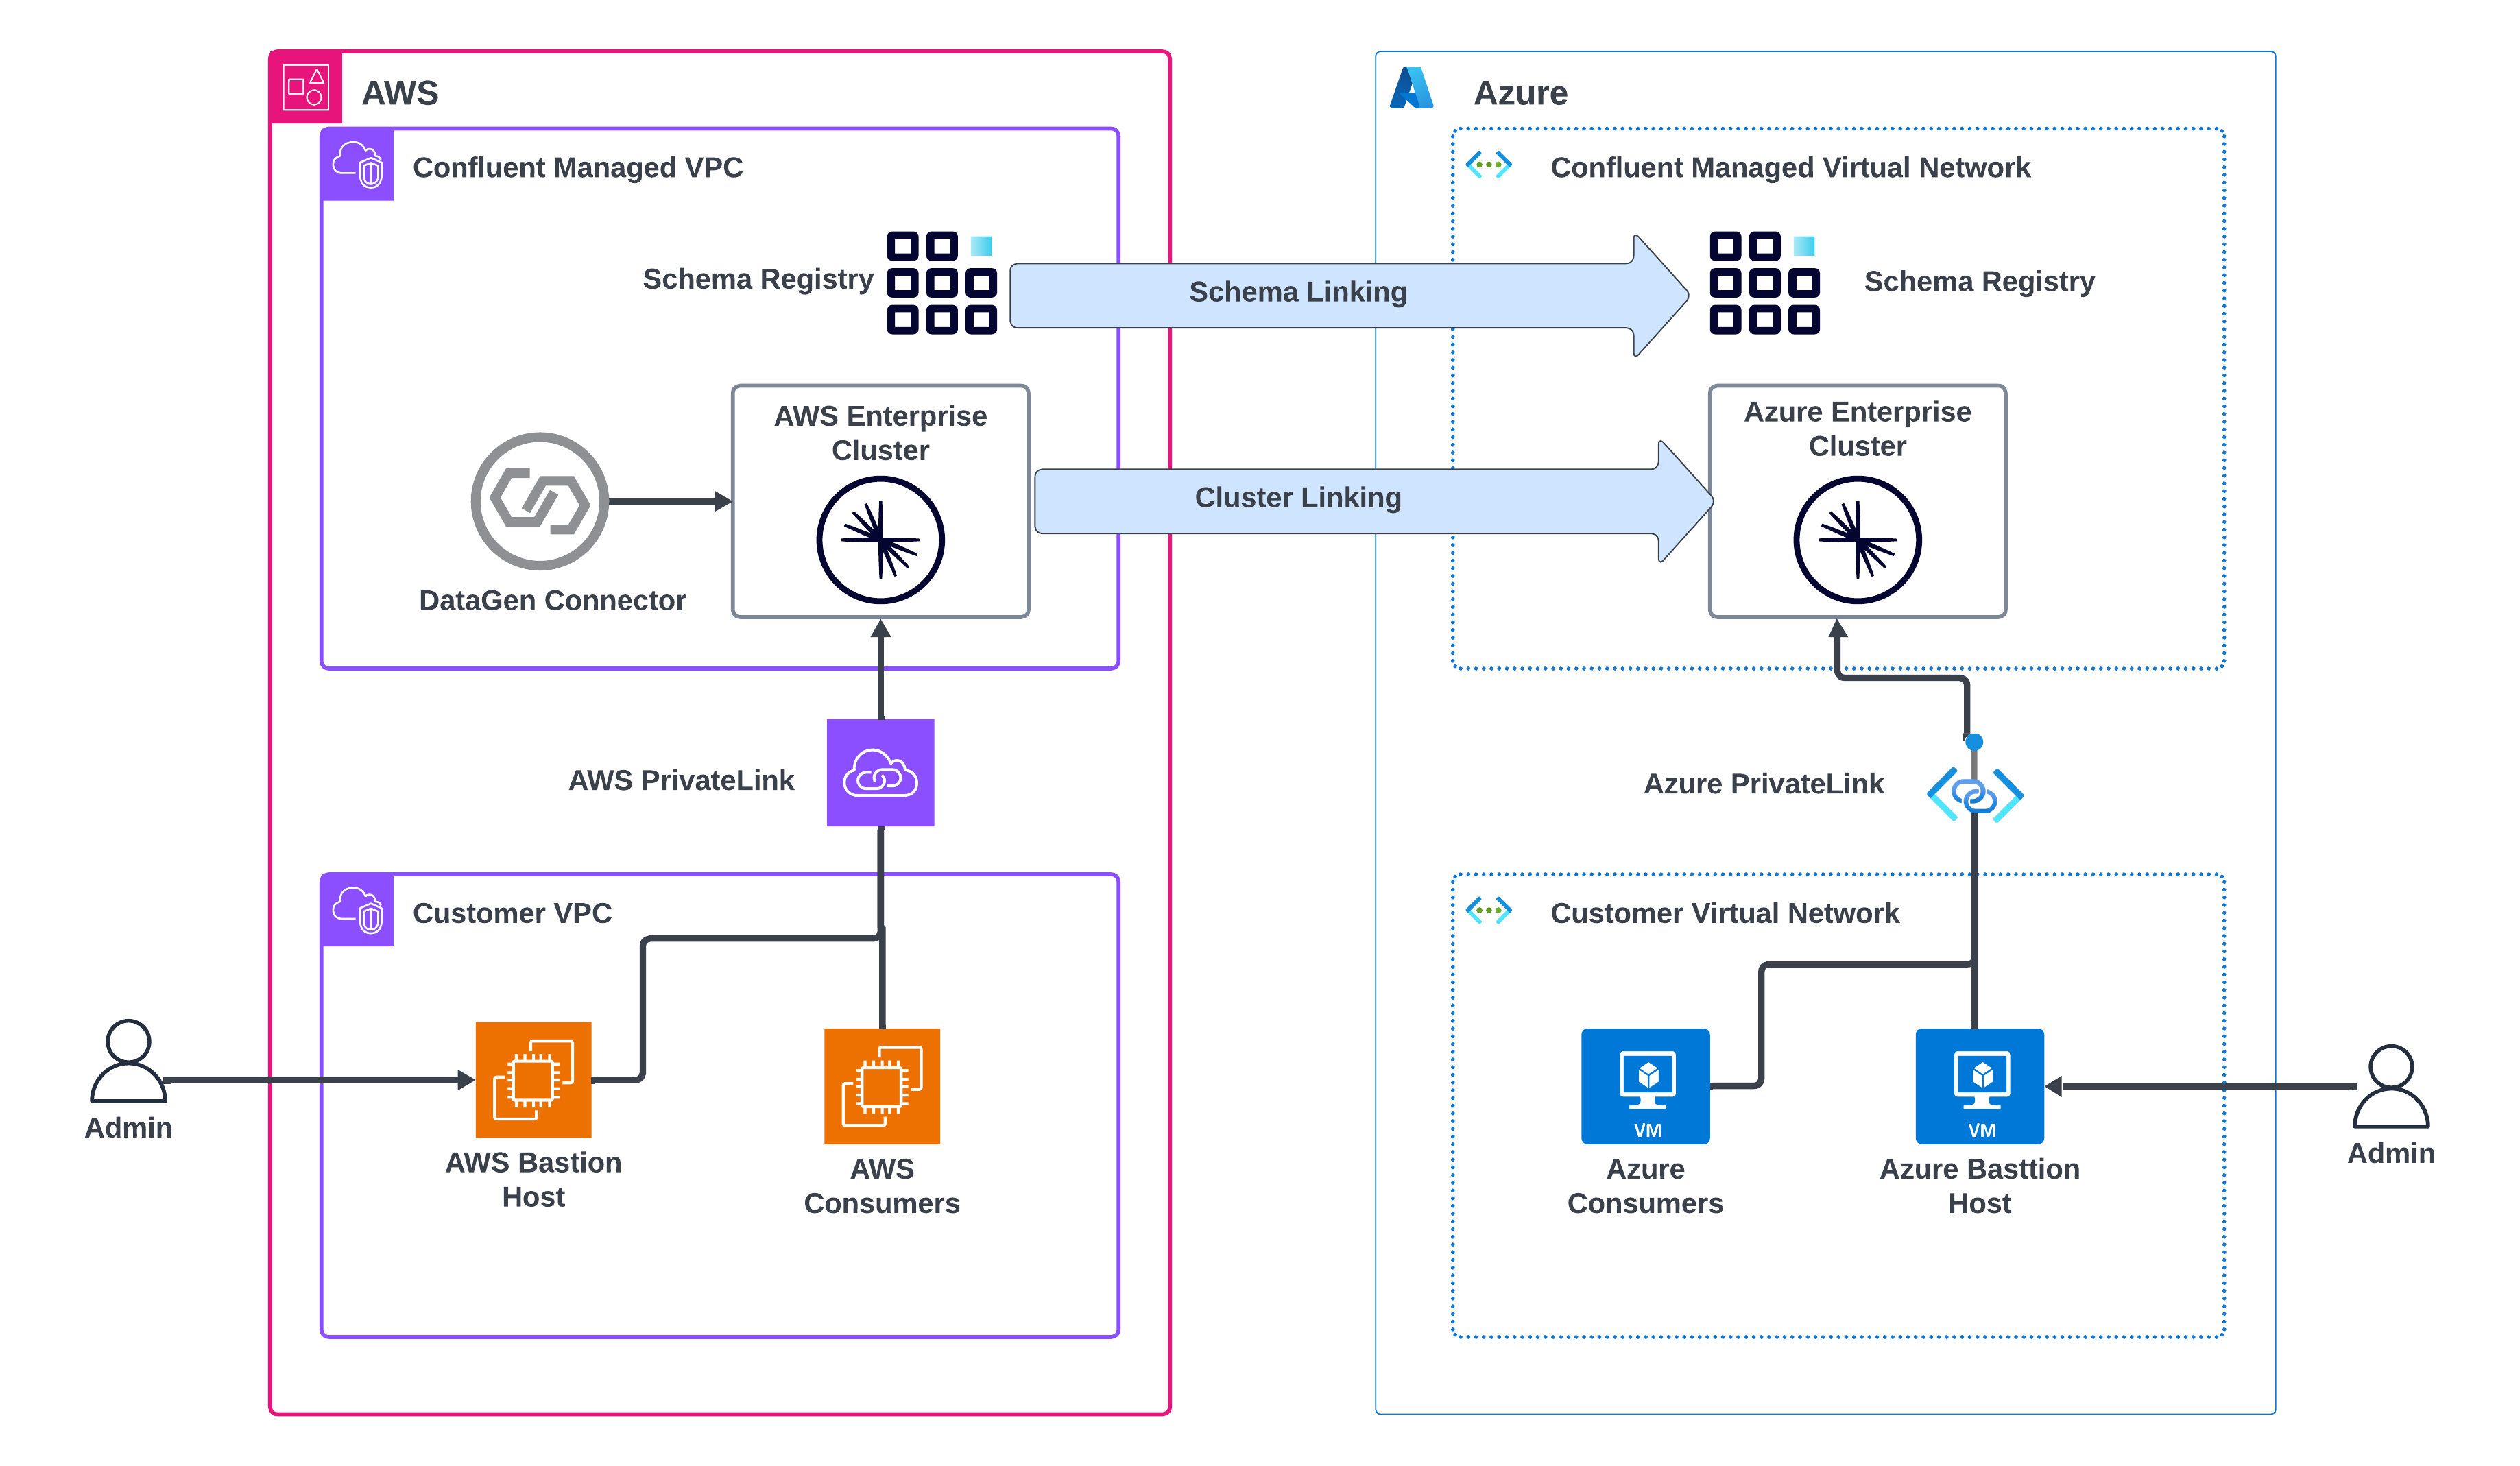 AWS
Azure
Confluent Managed VPC
Confluent Managed Virtual Network
Schema Registry
Schema Linking
Schema Registry
AWS Enterprise
Cluster
Azure Enterprise
Cluster
Cluster Linking
DataGen Connector
AWS PrivateLink
Azure PrivateLink
Customer VPC
Customer Virtual Network
Admin
AWS Bastion
Host
AWS
Consumers
VM
Azure
Consumers
VM
Azure Basttion
Host
Admin